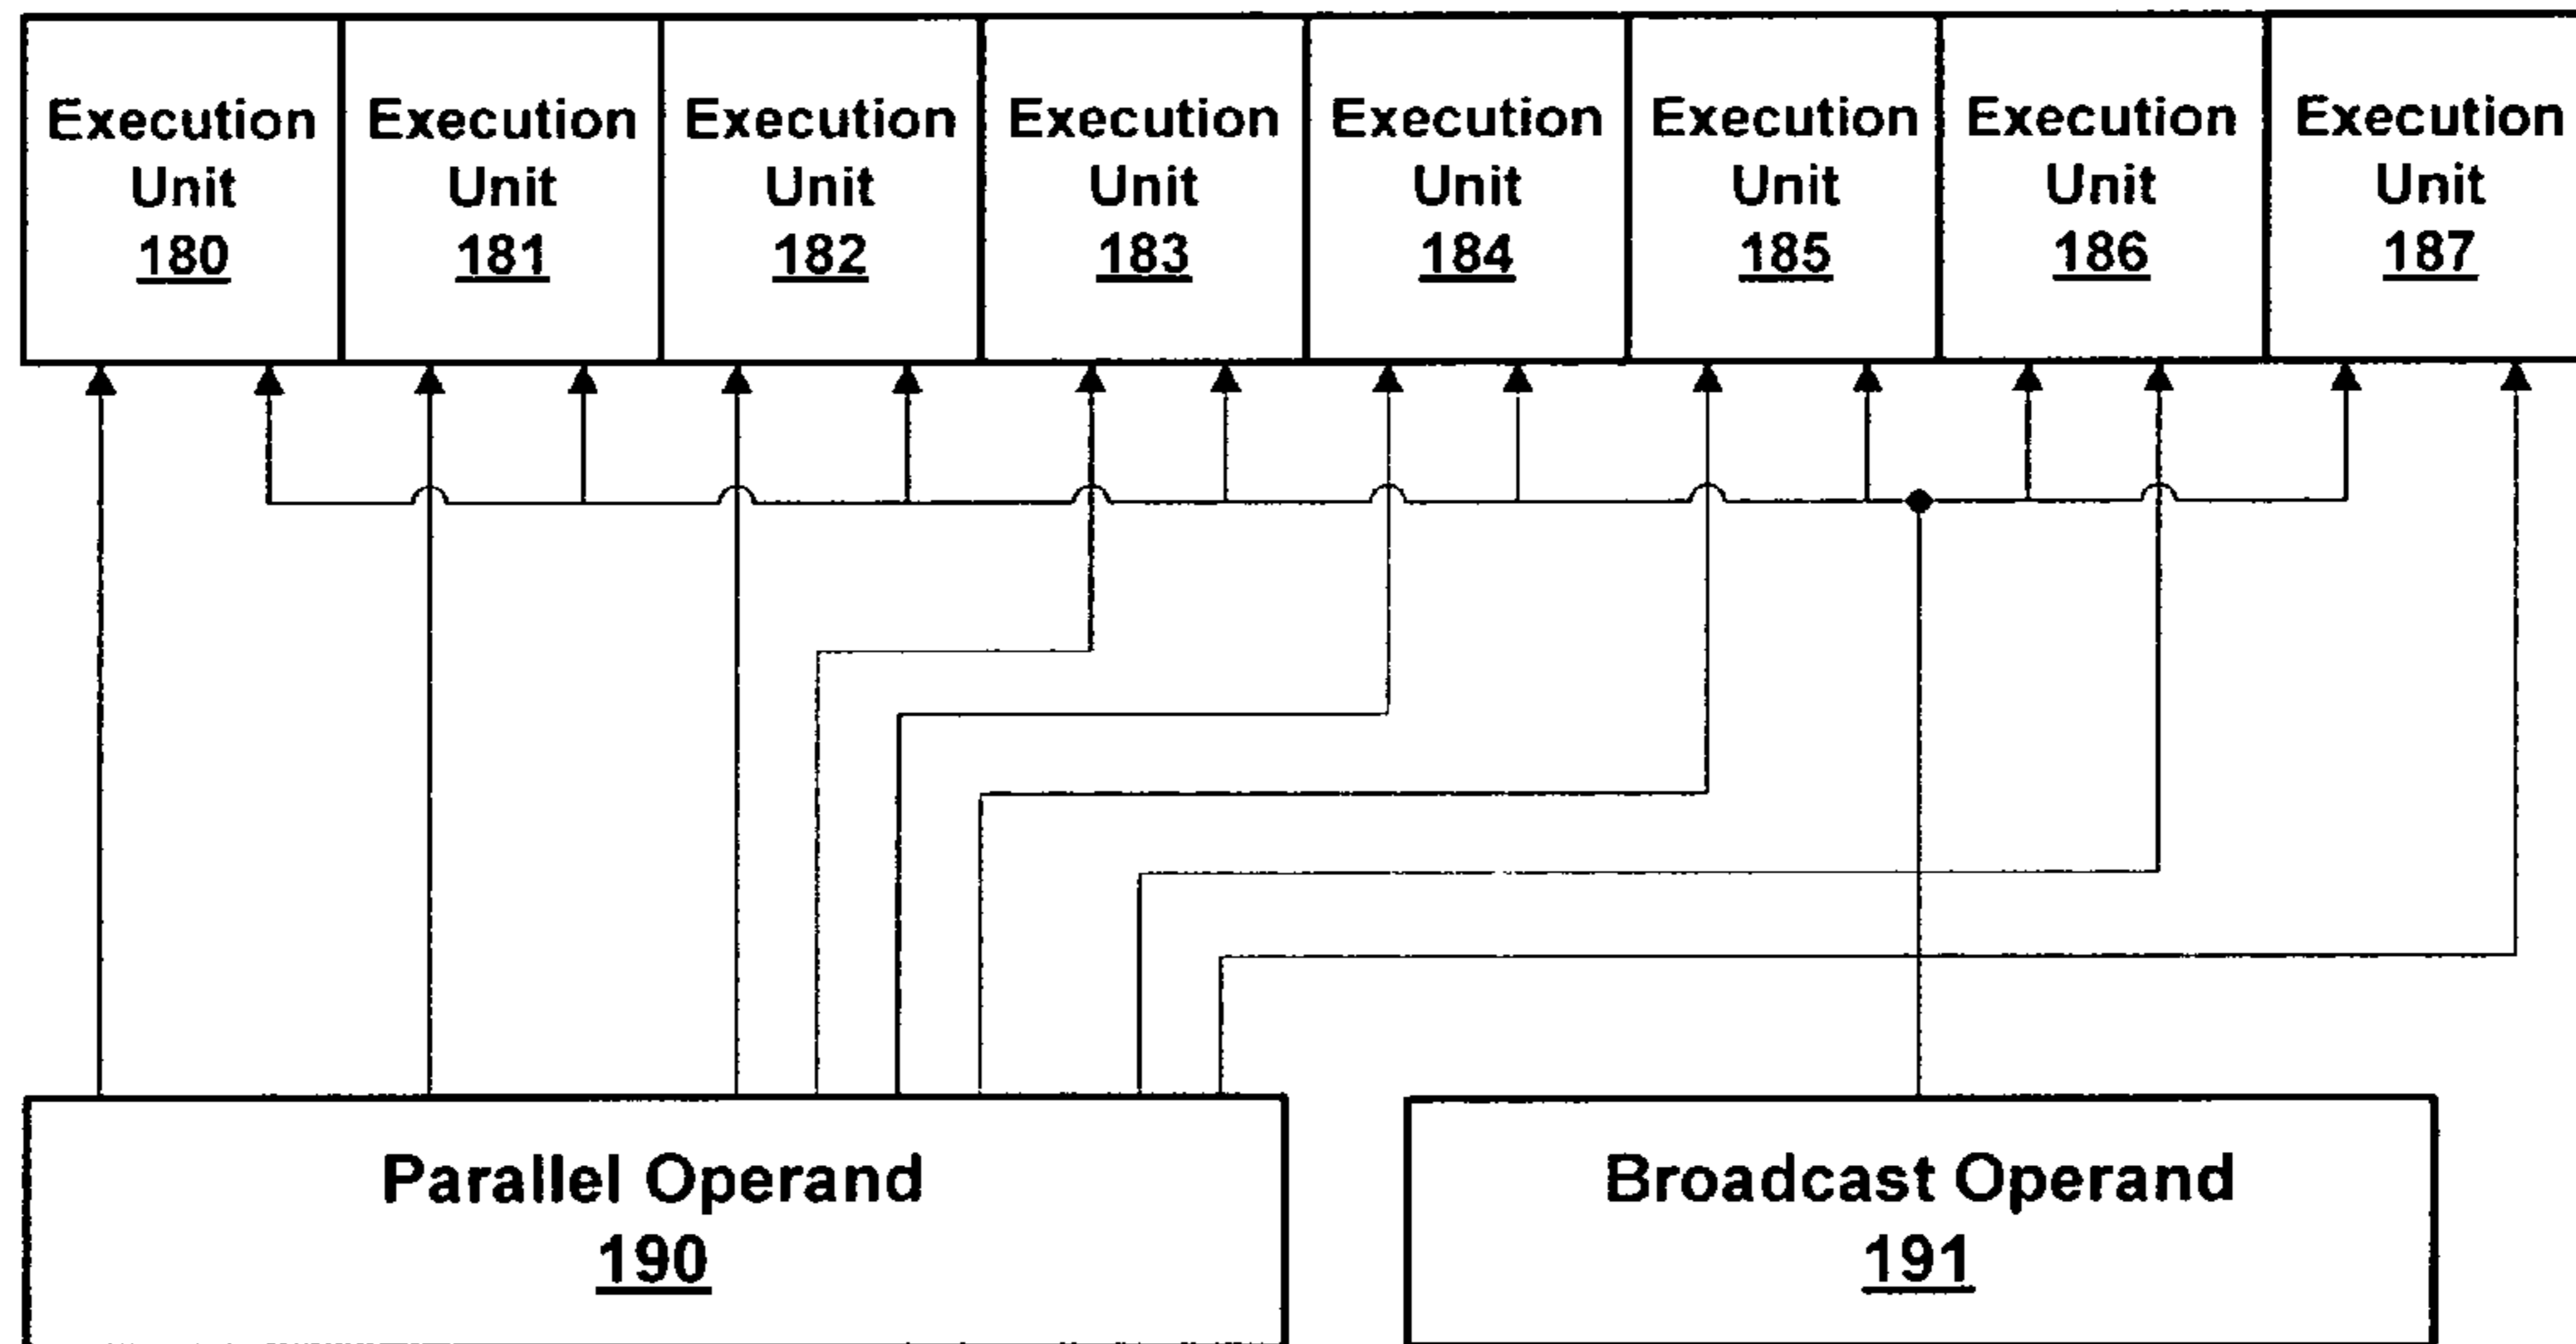 Execution
Unit
180
Execution
Unit
181
Execution
Unit
182
Execution
Unit
183
Execution
Unit
184
Execution
Unit
185
Execution
Unit
186
Execution
Unit
187
Parallel Operand
190
Broadcast Operand
191